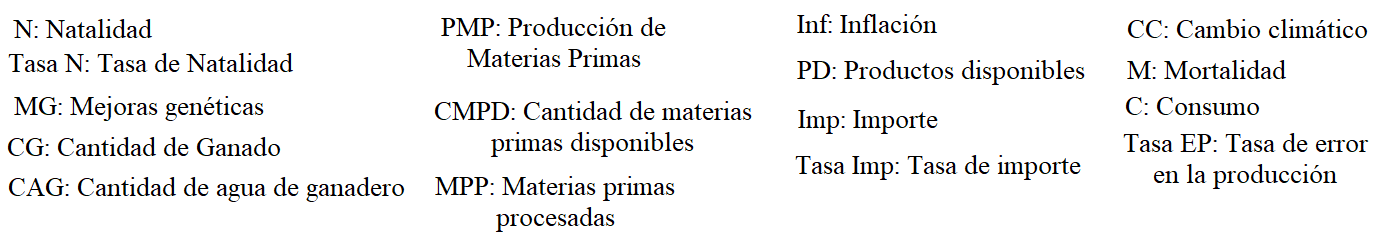 N: Natalidad
Tasa N: Tasa de Natalidad
MG: Mejoras genéticas
CG: Cantidad de Ganado
CAG: Cantidad de agua de ganadero
PMP: Producción de
Materias Primas
CMPD: Cantidad de materias
primas disponibles
MPP: Materias primas
procesadas
Inf: Inflación
PD: Productos disponibles
Imp: Importe
Tasa Imp: Tasa de importe
CC: Cambio climático
M: Mortalidad
C: Consumo
Tasa EP: Tasa de error
en la producción